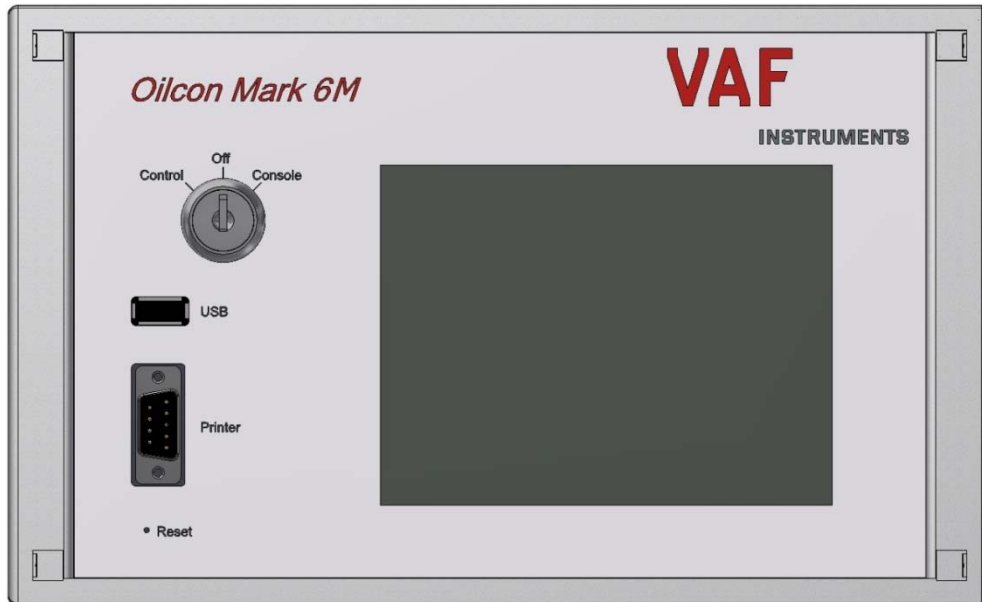 Oilcon Mark 6M
VAF
INSTRUMENTS
Off
Control
Console
USB
Printer
Reset